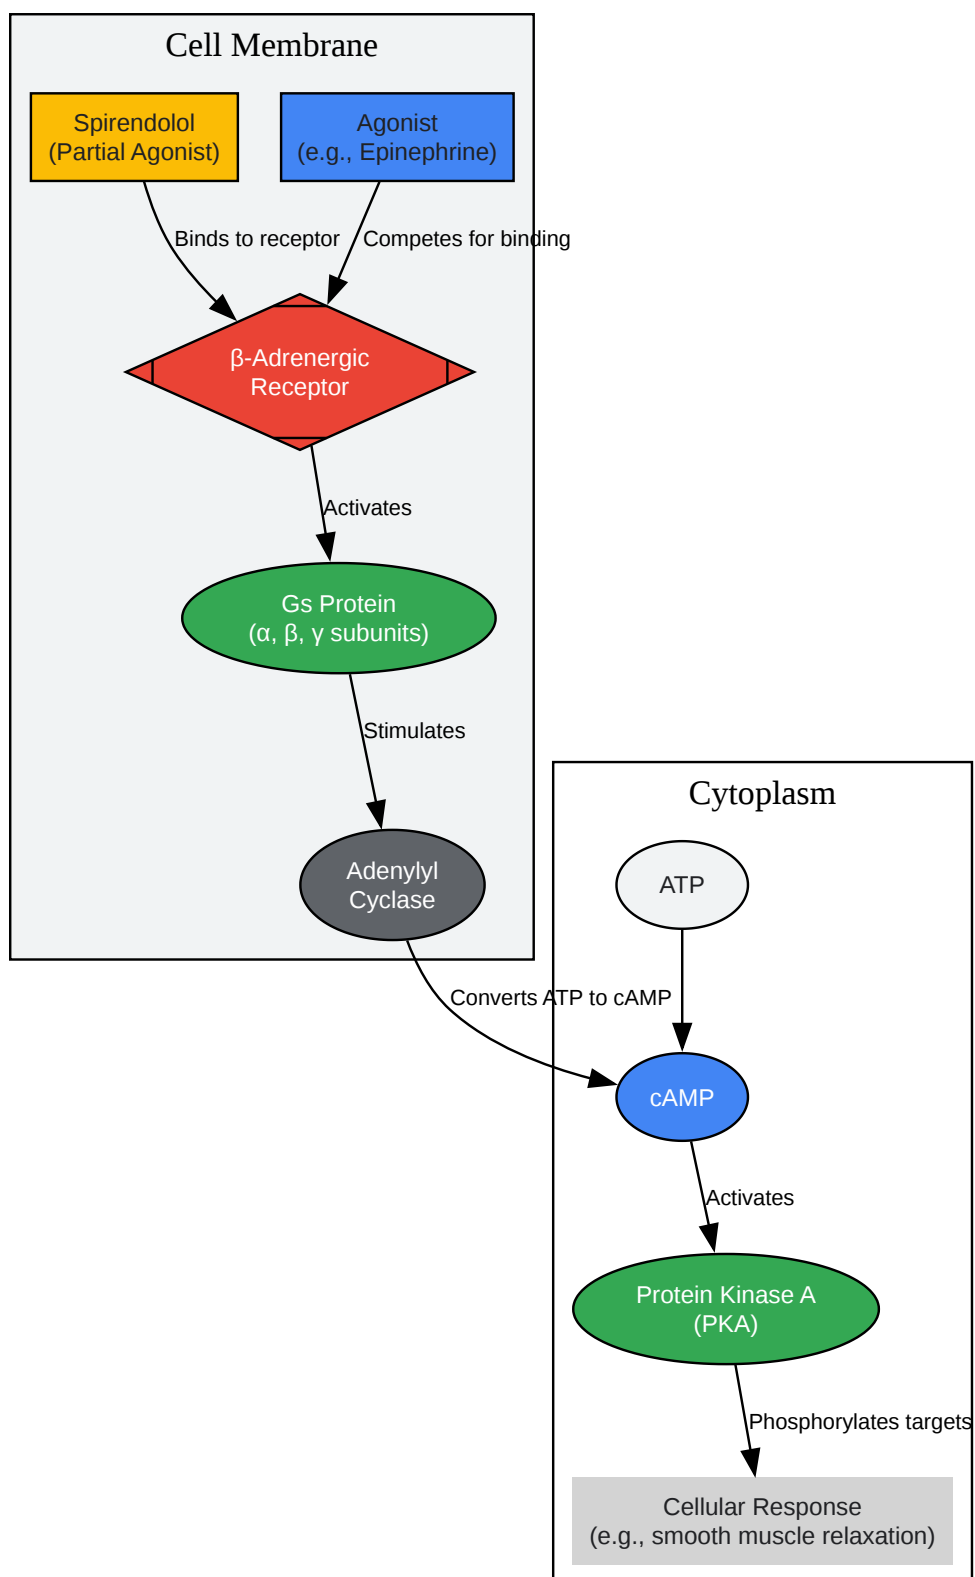 Cell Membrane
Spirendolol
(Partial Agonist)
Agonist
(e.g., Epinephrine)
Binds to receptor
Competes for binding
β-Adrenergic
Receptor
Activates
Gs Protein
(α, β, γ subunits)
Stimulates
Adenylyl
Cyclase
Cytoplasm
ATP
Converts ATP to cAMP
cAMP
Activates
Protein Kinase A
(PKA)
Phosphorylates targets
Cellular Response
(e.g., smooth muscle relaxation)